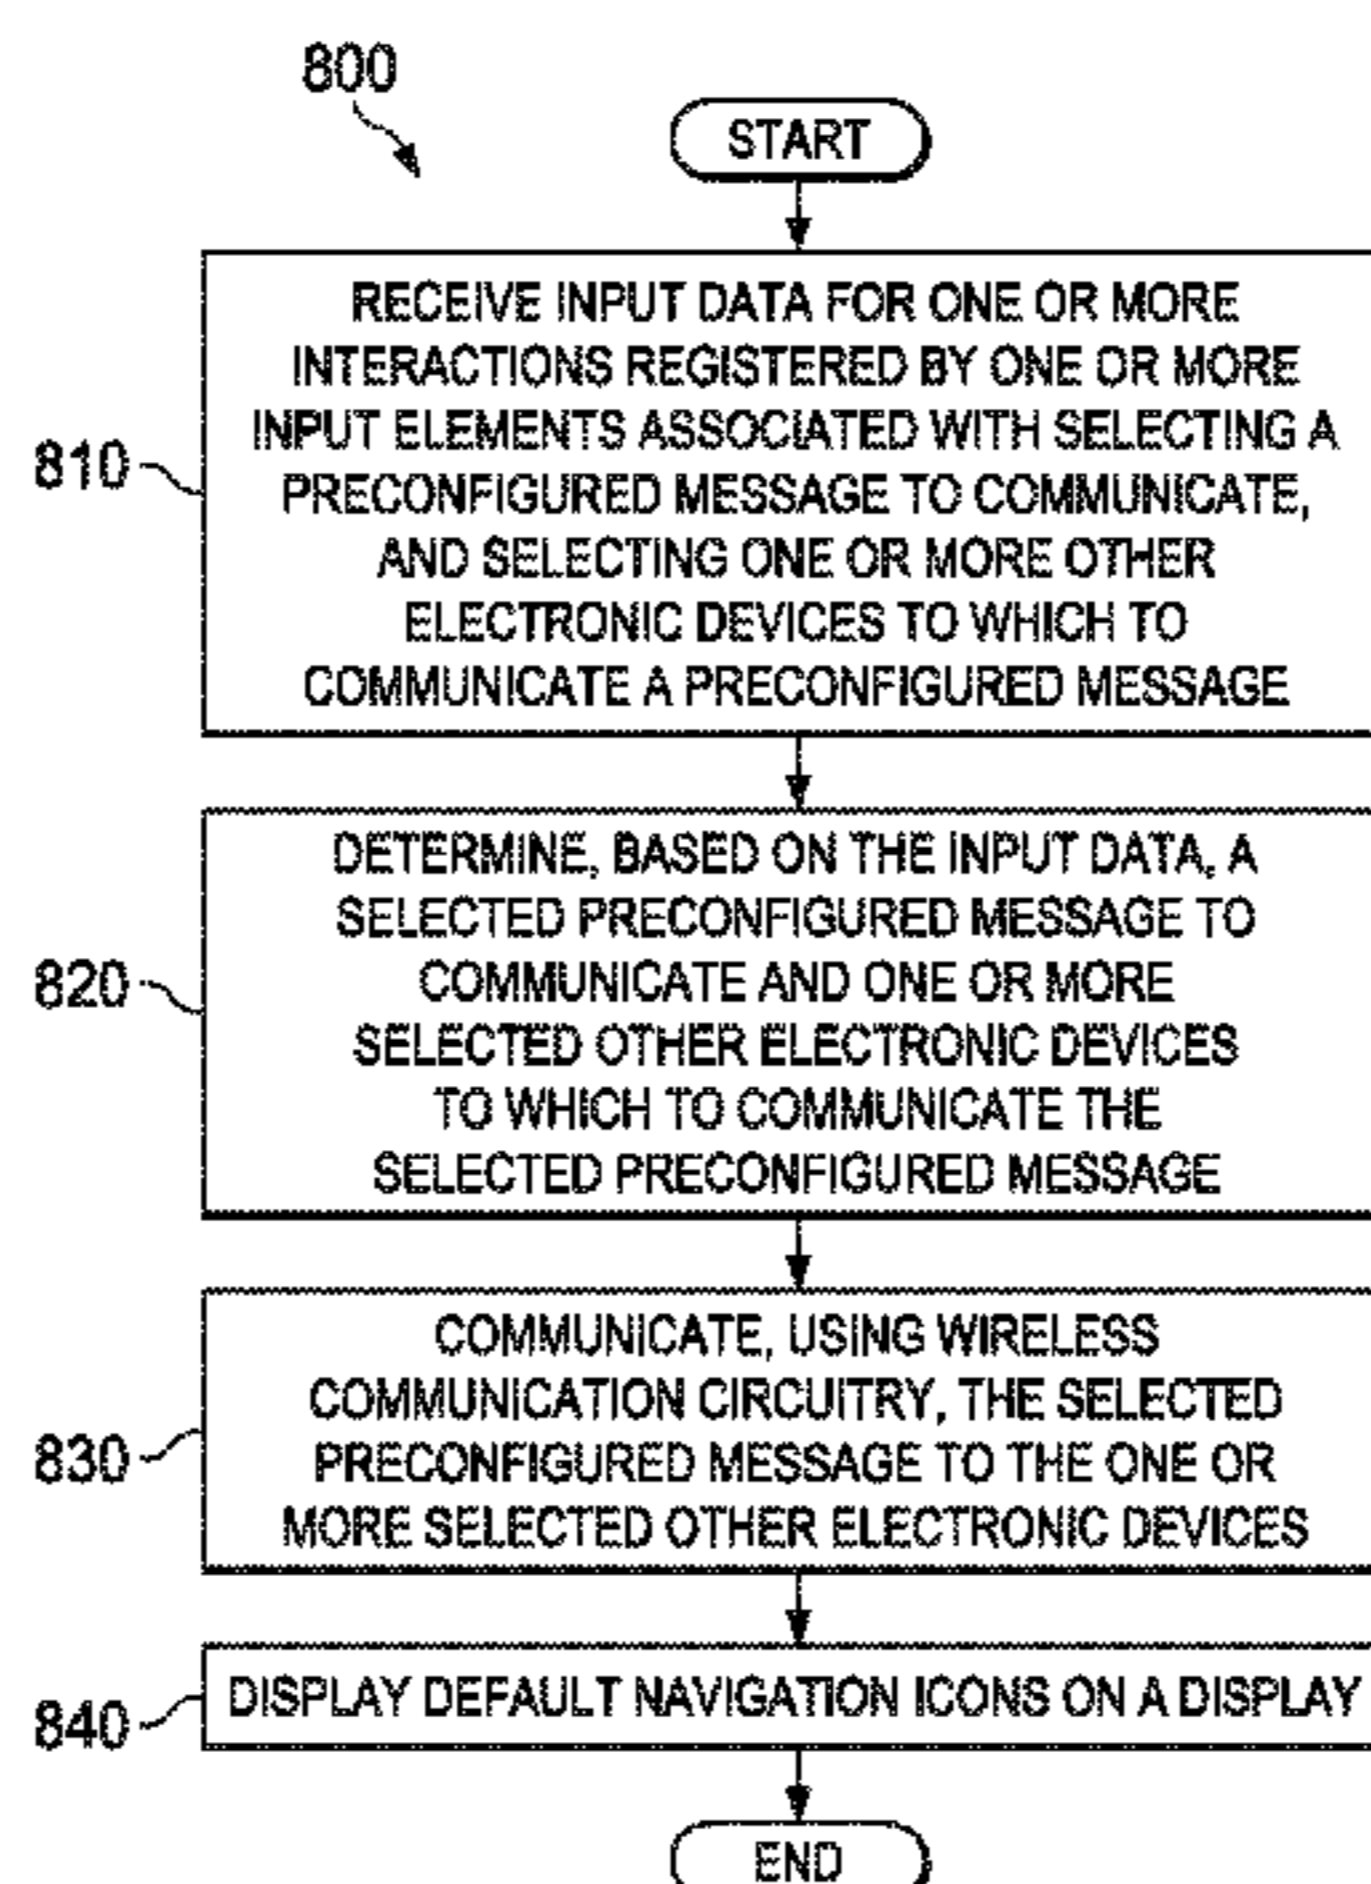 800
START
RECEIVE INPUT DATA FOR ONE OR MORE
INTERACTIONS REGISTERED BY ONE OR MORE
INPUT ELEMENTS ASSOCIATED WITH SELECTING A
810
PRECONFIGURED MESSAGE TO COMMUNICATE,
AND SELECTING ONE OR MORE OTHER
ELECTRONIC DEVICES TO WHICH TO
COMMUNICATE A PRECONFIGURED MESSAGE
DETERMINE, BASED ON THE INPUT DATA, A
SELECTED PRECONFIGURED MESSAGE TO
820
COMMUNICATE AND ONE OR MORE
SELECTED OTHER ELECTRONIC DEVICES
TO WHICH TO COMMUNICATE THE
SELECTED PRECONFIGURED MESSAGE
COMMUNICATE, USING WIRELESS
COMMUNICATION CIRCUITRY, THE SELECTED
830
PRECONFIGURED MESSAGE TO THE ONE OR
MORE SELECTED OTHER ELECTRONIC DEVICES
840
DISPLAY DEFAULT NAVIGATION ICONS ON A DISPLAY
END